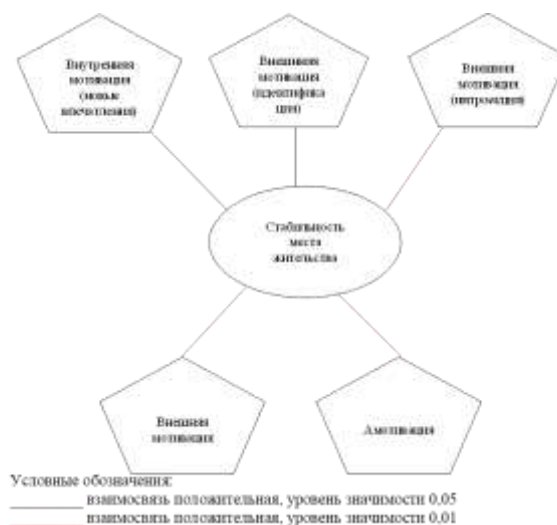 Внутренняя
мотивация
(новые
впечатления)
Внешняя
мотивация
(идентифика
ция)
Внешняя
мотивация
(интроекция)
Стабильность
места
жительства
Внешняя
мотивация
Амотивация
Условные обозначения:
взаимосвязь положительная, уровень значимости 0,05
взаимосвязь положительная, уровень значимости 0,01